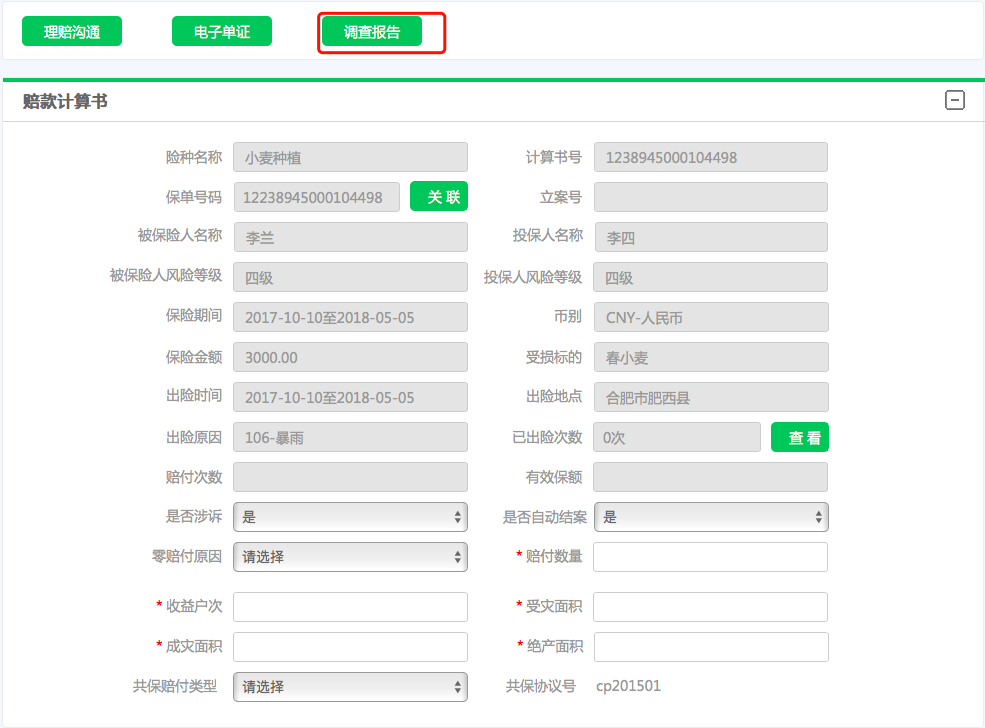 理赔沟通 电子单证 调查报告
赔款计算书
险种名称 小麦种植 计算书号 1238945000104498
保单号码 12238945000104498 关 联 立案号
被保险人名称 李兰 投保人名称 李四
被保险人风险等级 四级 投保人风险等级 四级
保险期间 2017-10-10至2018-05-05 币别 CNY-人民币
保险金额 3000.00 受损标的 春小麦
出险时间 2017-10-10至2018-05-05 出险地点 合肥市肥西县
出险原因 106-暴雨 已出险次数 0次 查 看
赔付次数 有效保额
是否涉诉 是 是否自动结案 是
零赔付原因 请选择 * 赔付数量
* 收益户次 * 受灾面积
* 成灾面积 * 绝产面积
共保赔付类型 请选择 共保协议号 cp201501